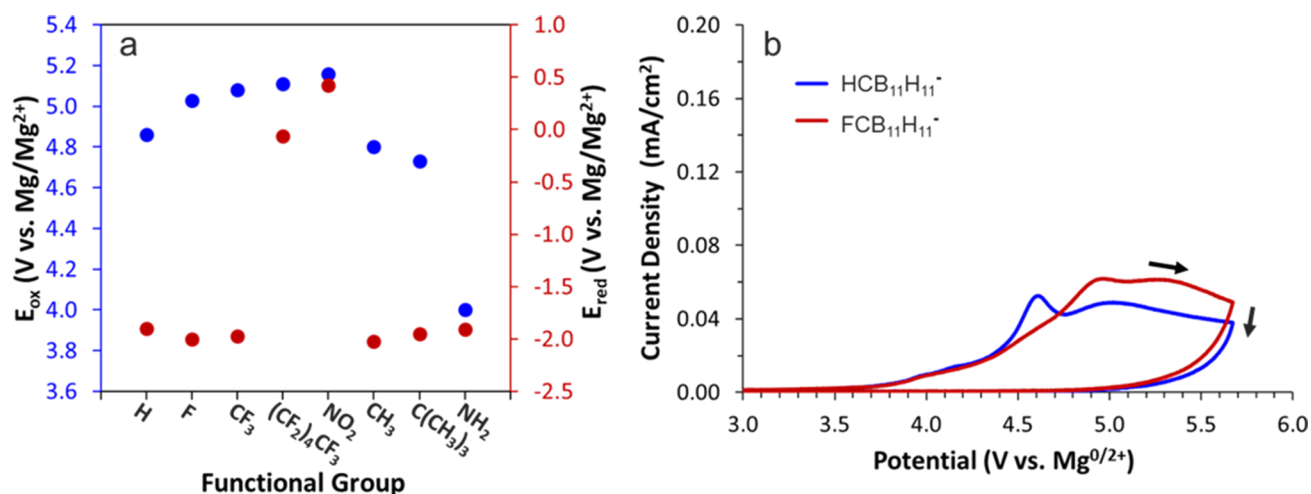 a
5.4
5.2
5.0
4.8
4.6
4.4
4.2
4.0
3.8
3.6
E_ox (V vs. Mg/Mg²⁺)
1.0
0.5
0.0
-0.5
-1.0
-1.5
-2.0
-2.5
E_red (V vs. Mg/Mg²⁺)
H
F
CF₃
(CF₂)₄CF₃
NO₂
CH₃
C(CH₃)₃
NH₂
Functional Group
b
HCB₁₁H₁₁⁻
FCB₁₁H₁₁⁻
0.20
0.16
0.12
0.08
0.04
0.00
Current Density (mA/cm²)
3.0
3.5
4.0
4.5
5.0
5.5
6.0
Potential (V vs. Mg⁰ᐟ²⁺)